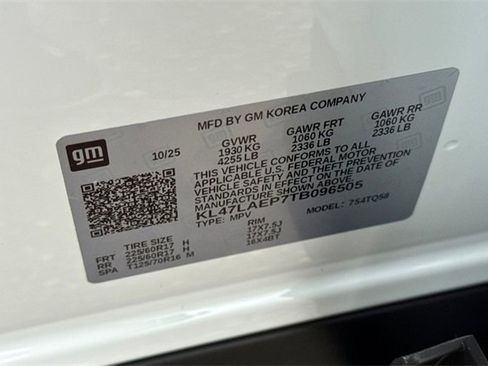 MFD BY GM KOREA COMPANY
gm 10/25 GVWR GAWR FRT GAWR RR
1930 KG 1060 KG 1060 KG
4255 LB 2336 LB 2336 LB
THIS VEHICLE CONFORMS TO ALL
APPLICABLE U.S. FEDERAL MOTOR
VEHICLE SAFETY AND THEFT PREVENTION
STANDARDS IN EFFECT ON THE DATE OF
MANUFACTURE SHOWN ABOVE.
KL47LAEP7TB096505
TYPE: MPV MODEL: 754TQ58
TIRE SIZE RIM
FRT 225/60R17 H 17X7.5J
RR 225/60R17 H 17X7.5J
SPA T125/70R16 M 16X4BT